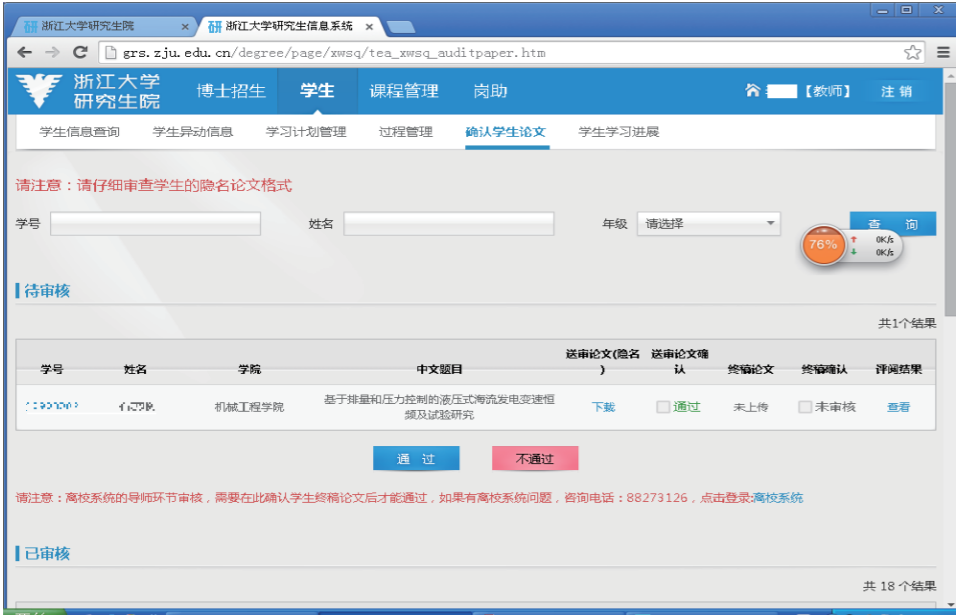 研 浙江大学研究生院 × 研 浙江大学研究生信息系统 ×
grs.zju.edu.cn/degree/page/xwsq/tea_xwsq_auditpaper.htm
浙江大学
研究生院
博士招生 学生 课程管理 岗助 【教师】 注 销
学生信息查询 学生异动信息 学习计划管理 过程管理 确认学生论文 学生学习进展
请注意：请仔细审查学生的隐名论文格式
学号 姓名 年级 请选择 查 询
76% 0K/s
0K/s
待审核
共1个结果
学号 姓名 学院 中文题目 送审论文(隐名) 送审论文确认 终稿论文 终稿确认 评阅结果
机械工程学院 基于排量和压力控制的液压式海流发电变速恒频及试验研究 下载 通过 未上传 未审核 查看
通 过 不通过
请注意：离校系统的导师环节审核，需要在此确认学生终稿论文后才能通过，如果有离校系统问题，咨询电话：88273126，点击登录:离校系统
已审核
共 18 个结果